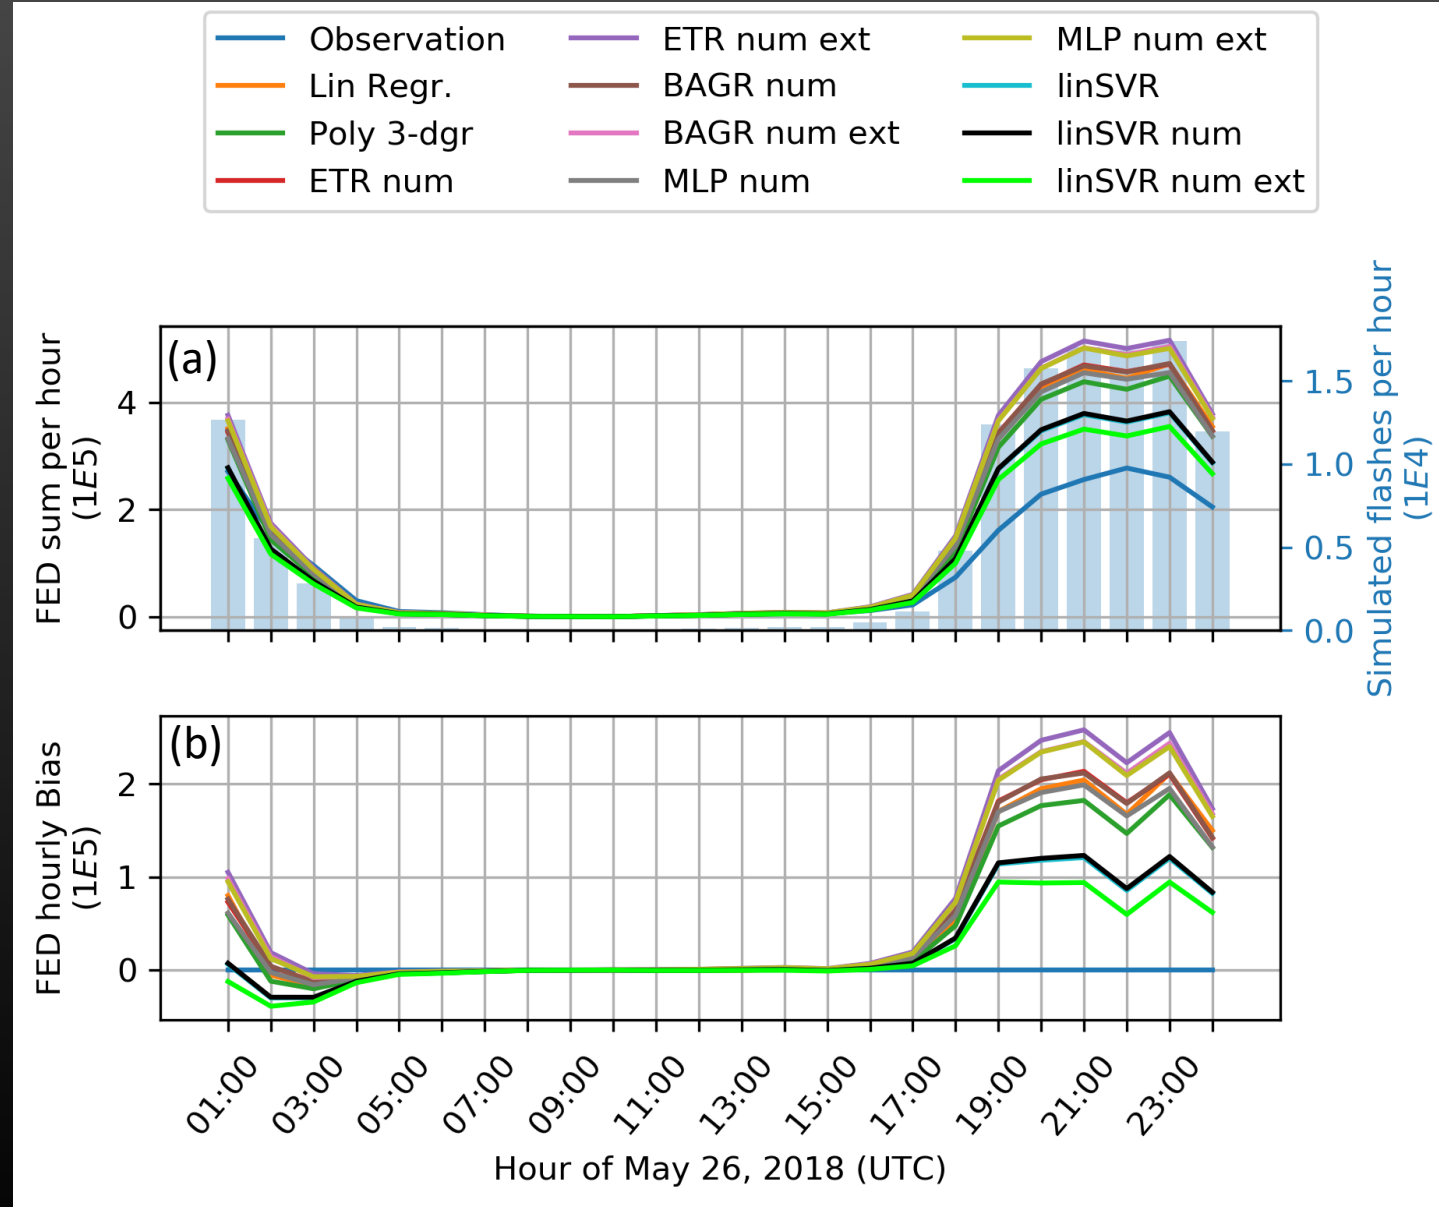 Observation
Lin Regr.
Poly 3-dgr
ETR num
ETR num ext
BAGR num
BAGR num ext
MLP num
MLP num ext
linSVR
linSVR num
linSVR num ext
(a)
FED sum per hour
(1E5)
4
2
0
1.5
1.0
0.5
0.0
Simulated flashes per hour
(1E4)
(b)
FED hourly Bias
(1E5)
2
1
0
01:00
03:00
05:00
07:00
09:00
11:00
13:00
15:00
17:00
19:00
21:00
23:00
Hour of May 26, 2018 (UTC)